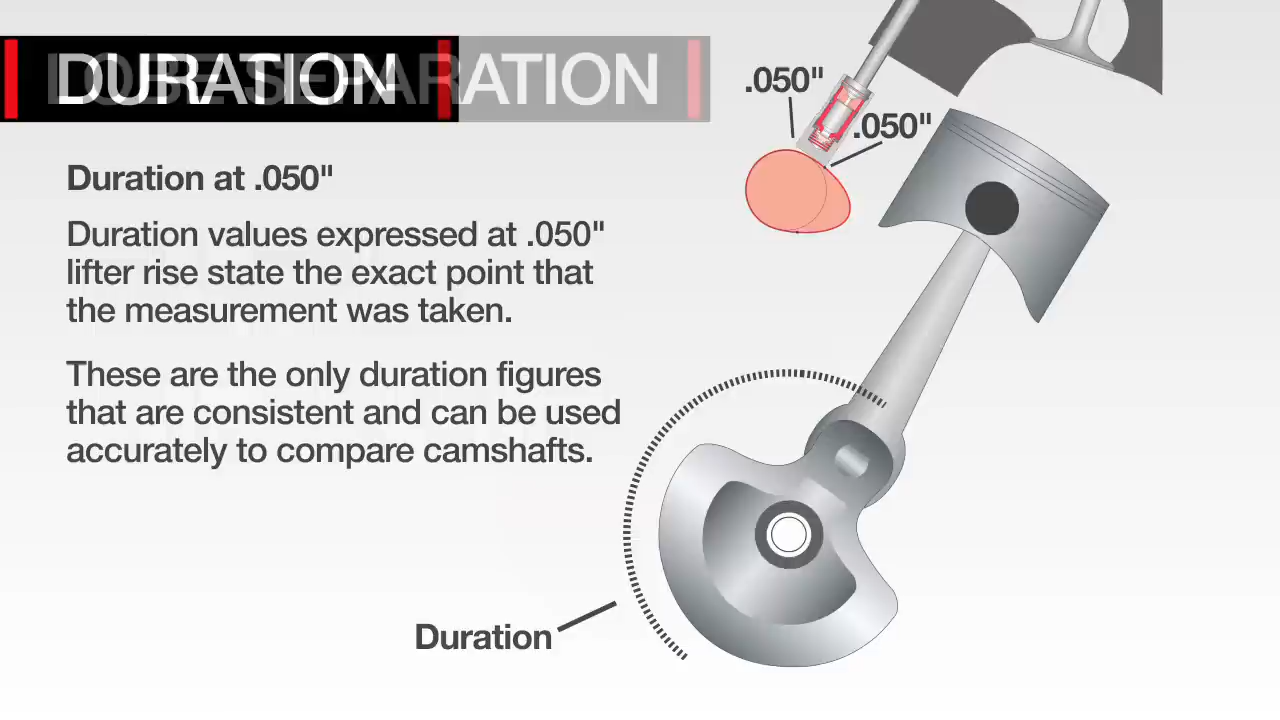 DURATION
LOBE SEPARATION
.050"
.050"
Duration at .050"
Duration values expressed at .050"
lifter rise state the exact point that
the measurement was taken.
These are the only duration figures
that are consistent and can be used
accurately to compare camshafts.
Duration